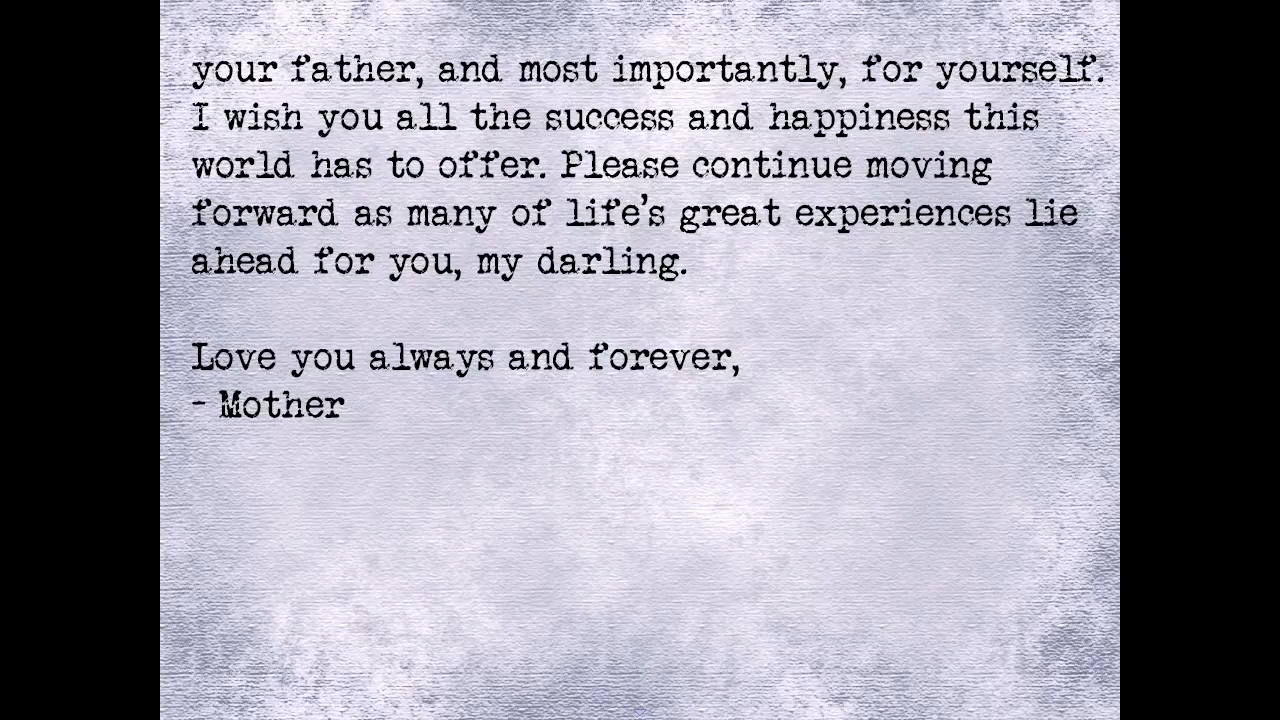 your father, and most importantly, for yourself.
I wish you all the success and happiness this
world has to offer. Please continue moving
forward as many of life's great experiences lie
ahead for you, my darling.
Love you always and forever,
- Mother